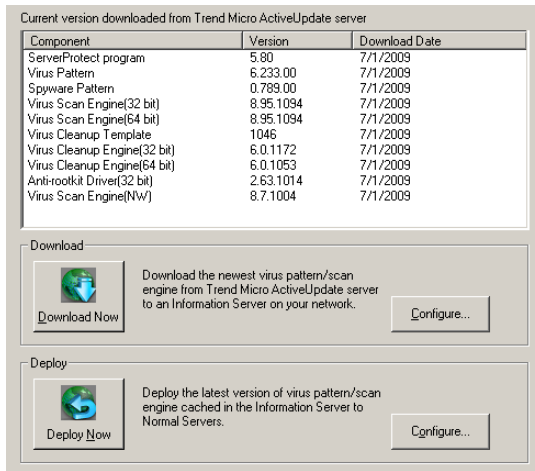 Current version downloaded from Trend Micro ActiveUpdate server
Component Version Download Date
ServerProtect program 5.80 7/1/2009
Virus Pattern 6.233.00 7/1/2009
Spyware Pattern 0.789.00 7/1/2009
Virus Scan Engine(32 bit) 8.95.1094 7/1/2009
Virus Scan Engine(64 bit) 8.95.1094 7/1/2009
Virus Cleanup Template 1046 7/1/2009
Virus Cleanup Engine(32 bit) 6.0.1172 7/1/2009
Virus Cleanup Engine(64 bit) 6.0.1053 7/1/2009
Anti-rootkit Driver(32 bit) 2.63.1014 7/1/2009
Virus Scan Engine(NW) 8.7.1004 7/1/2009
Download
Download the newest virus pattern/scan
engine from Trend Micro ActiveUpdate server
to an Information Server on your network.
Download Now
Configure...
Deploy
Deploy the latest version of virus pattern/scan
engine cached in the Information Server to
Normal Servers.
Deploy Now
Configure...